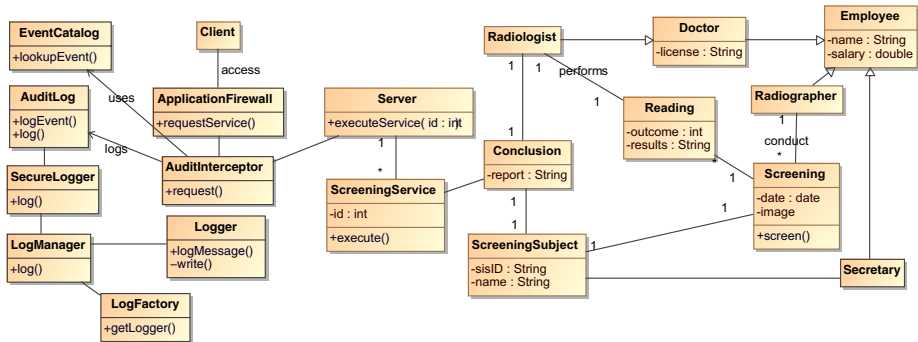 EventCatalog
+lookupEvent()
Client
access
uses
AuditLog
+logEvent()
+log()
logs
ApplicationFirewall
+requestService()
AuditInterceptor
+request()
SecureLogger
+log()
LogManager
+log()
Logger
+logMessage()
–write()
LogFactory
+getLogger()
Server
+executeService( id : int)
1
*
ScreeningService
-id : int
+execute()
Radiologist
1
1
performs
1
Doctor
-license : String
Employee
-name : String
-salary : double
Radiographer
1
conduct
*
Reading
-outcome : int
-results : String
*
1
Conclusion
-report : String
1
1
1
Screening
-date : date
-image
+screen()
1
1
ScreeningSubject
-sisID : String
-name : String
Secretary